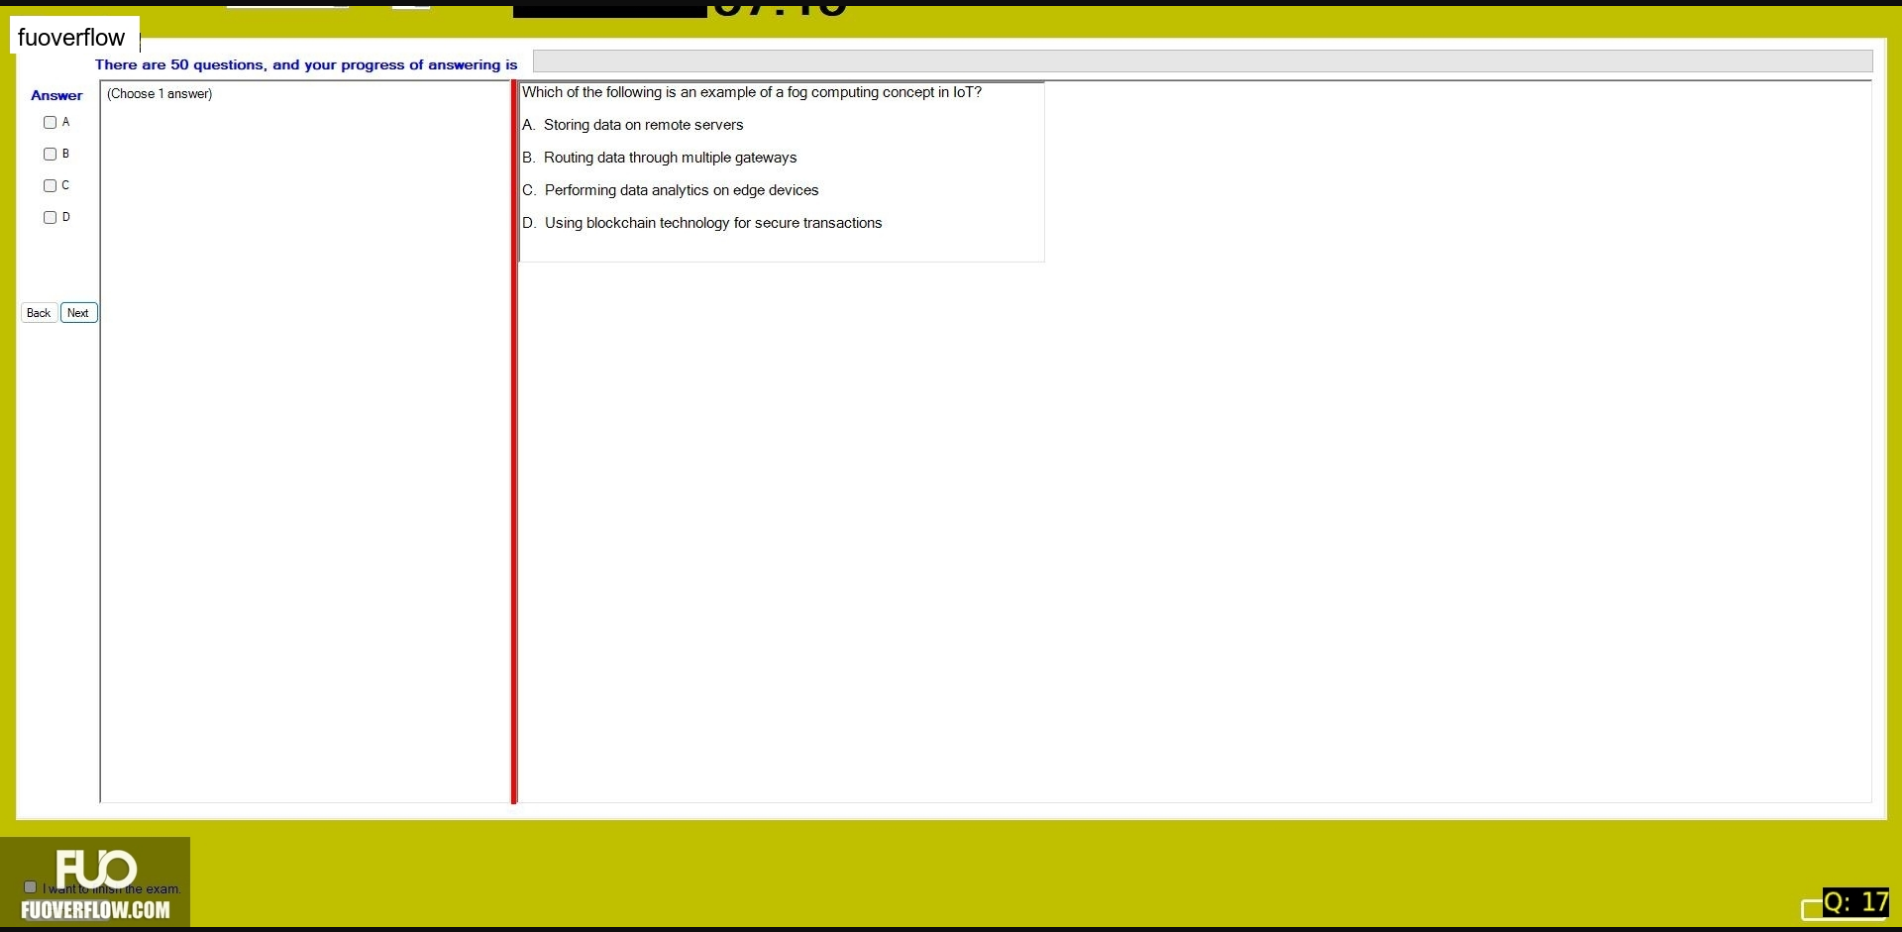 fuoverflow
There are 50 questions, and your progress of answering is
Answer
(Choose 1 answer)
A
B
C
D
Back
Next
Which of the following is an example of a fog computing concept in IoT?
A. Storing data on remote servers
B. Routing data through multiple gateways
C. Performing data analytics on edge devices
D. Using blockchain technology for secure transactions
FUO
I want to finish the exam.
FUOVERFLOW.COM
Q: 17